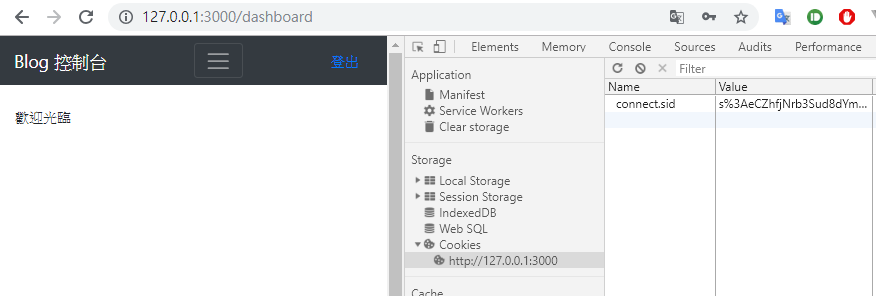 127.0.0.1:3000/dashboard
Blog 控制台
登出
歡迎光臨
Elements Memory Console Sources Audits Performance
Application
Manifest
Service Workers
Clear storage
Storage
Local Storage
Session Storage
IndexedDB
Web SQL
Cookies
http://127.0.0.1:3000
Cache
Filter
Name Value
connect.sid s%3AeCZhfjNrb3Sud8dYm...